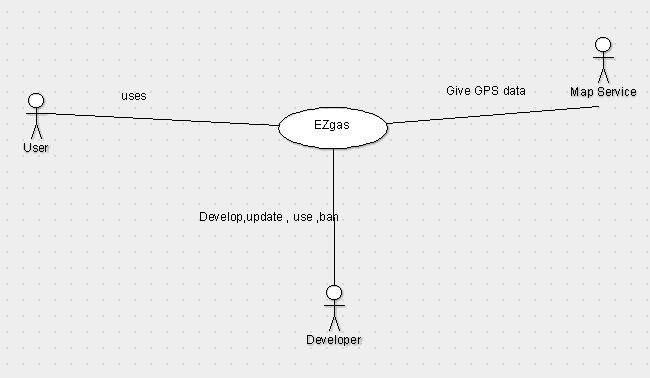 Give GPS data
Map Service
uses
EZgas
User
Develop,update , use ,ban
Developer